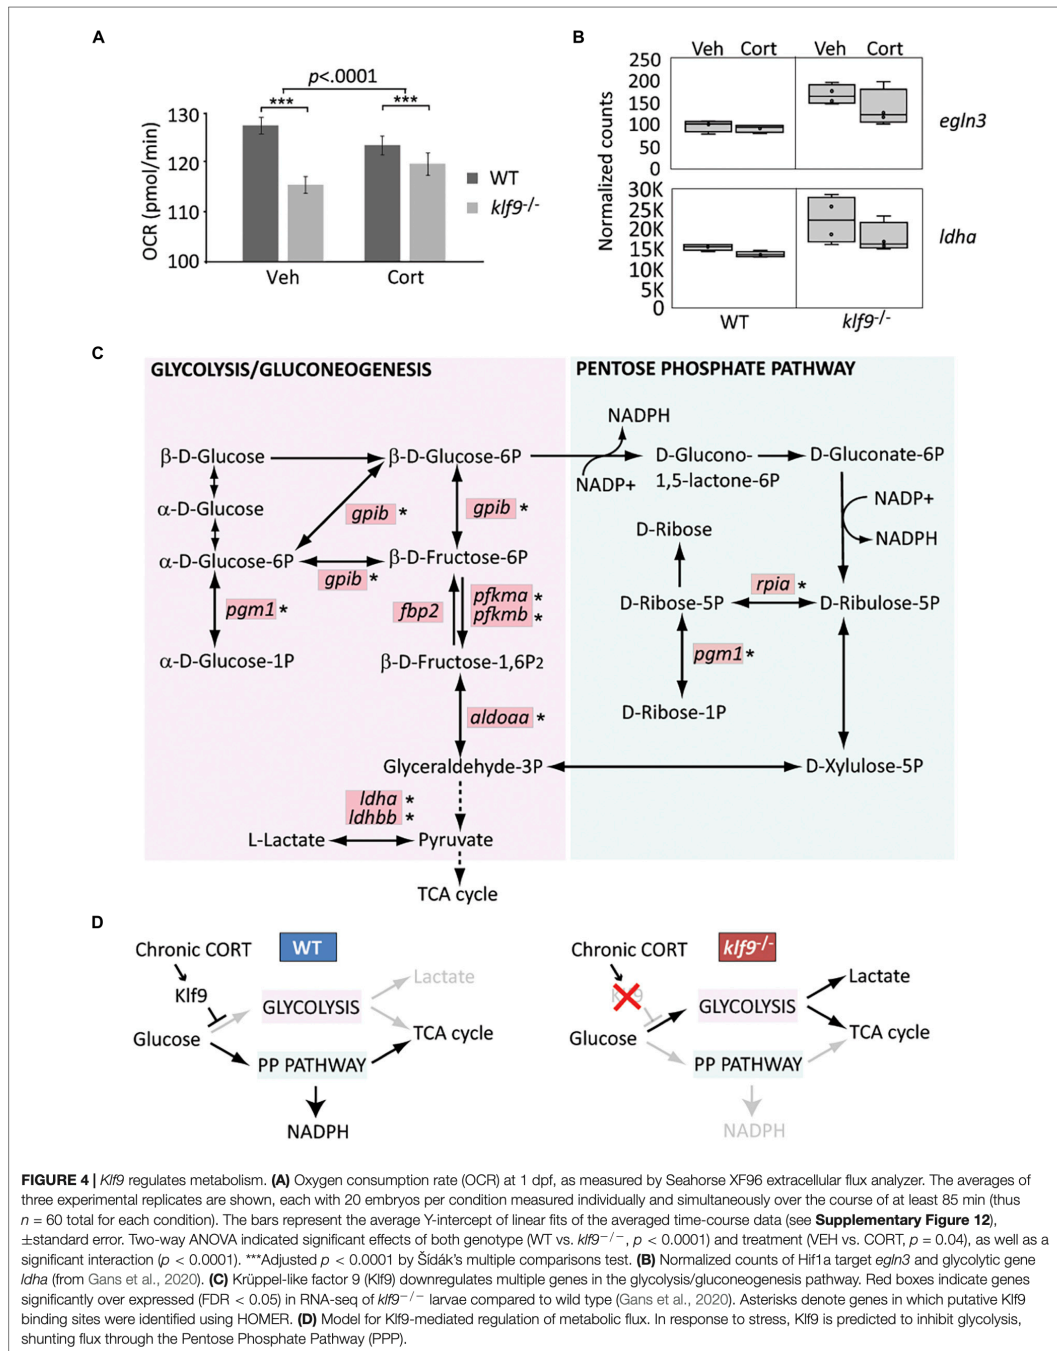 A
p<.0001
***
***
130
120
110
100
OCR (pmol/min)
Veh
Cort
WT
klf9-/-
B
Veh Cort Veh Cort
250
200
150
100
50
0
egln3
Normalized counts
30K
25K
20K
15K
10K
5K
0
ldha
WT
klf9-/-
C
GLYCOLYSIS/GLUCONEOGENESIS
PENTOSE PHOSPHATE PATHWAY
NADPH
β-D-Glucose
β-D-Glucose-6P
D-Glucono-
1,5-lactone-6P
D-Gluconate-6P
NADP+
NADP+
NADPH
α-D-Glucose
gpib *
gpib *
D-Ribose
α-D-Glucose-6P
β-D-Fructose-6P
gpib *
rpia *
pgm1 *
fbp2
pfkma *
pfkmb *
D-Ribose-5P
D-Ribulose-5P
α-D-Glucose-1P
β-D-Fructose-1,6P2
pgm1 *
D-Ribose-1P
aldoaa *
Glyceraldehyde-3P
D-Xylulose-5P
ldha *
ldhbb *
L-Lactate
Pyruvate
TCA cycle
D
Chronic CORT
WT
Klf9
Glucose
GLYCOLYSIS
Lactate
TCA cycle
PP PATHWAY
NADPH
Chronic CORT
klf9-/-
Klf9
Glucose
GLYCOLYSIS
Lactate
TCA cycle
PP PATHWAY
NADPH
FIGURE 4 | Klf9 regulates metabolism. (A) Oxygen consumption rate (OCR) at 1 dpf, as measured by Seahorse XF96 extracellular flux analyzer. The averages of
three experimental replicates are shown, each with 20 embryos per condition measured individually and simultaneously over the course of at least 85 min (thus
n = 60 total for each condition). The bars represent the average Y-intercept of linear fits of the averaged time-course data (see Supplementary Figure 12),
±standard error. Two-way ANOVA indicated significant effects of both genotype (WT vs. klf9−/−, p < 0.0001) and treatment (VEH vs. CORT, p = 0.04), as well as a
significant interaction (p < 0.0001). ***Adjusted p < 0.0001 by Šídák's multiple comparisons test. (B) Normalized counts of Hif1a target egln3 and glycolytic gene
ldha (from Gans et al., 2020). (C) Krüppel-like factor 9 (Klf9) downregulates multiple genes in the glycolysis/gluconeogenesis pathway. Red boxes indicate genes
significantly over expressed (FDR < 0.05) in RNA-seq of klf9−/− larvae compared to wild type (Gans et al., 2020). Asterisks denote genes in which putative Klf9
binding sites were identified using HOMER. (D) Model for Klf9-mediated regulation of metabolic flux. In response to stress, Klf9 is predicted to inhibit glycolysis,
shunting flux through the Pentose Phosphate Pathway (PPP).